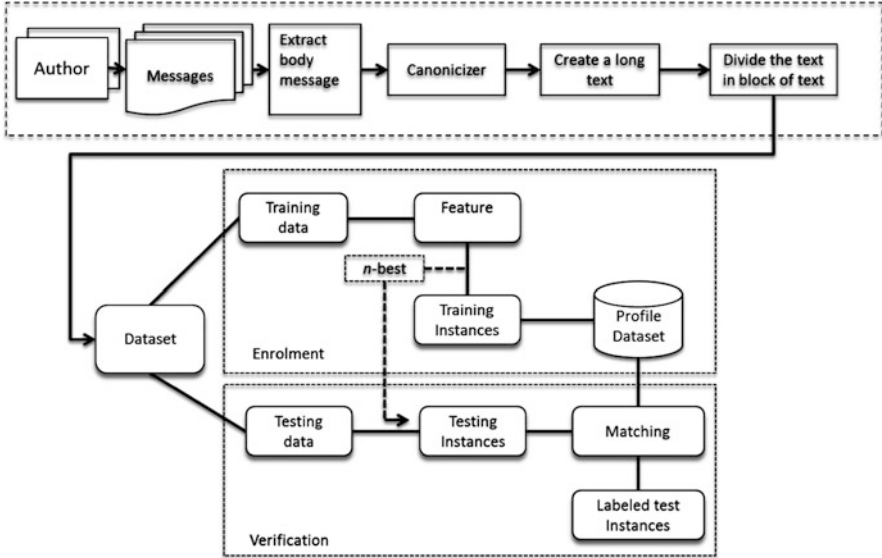 Author
Messages
Extract
body
message
Canonicizer
Create a long
text
Divide the text
in block of text
Training
data
Feature
n-best
Training
Instances
Profile
Dataset
Dataset
Enrolment
Testing
data
Testing
Instances
Matching
Labeled test
Instances
Verification